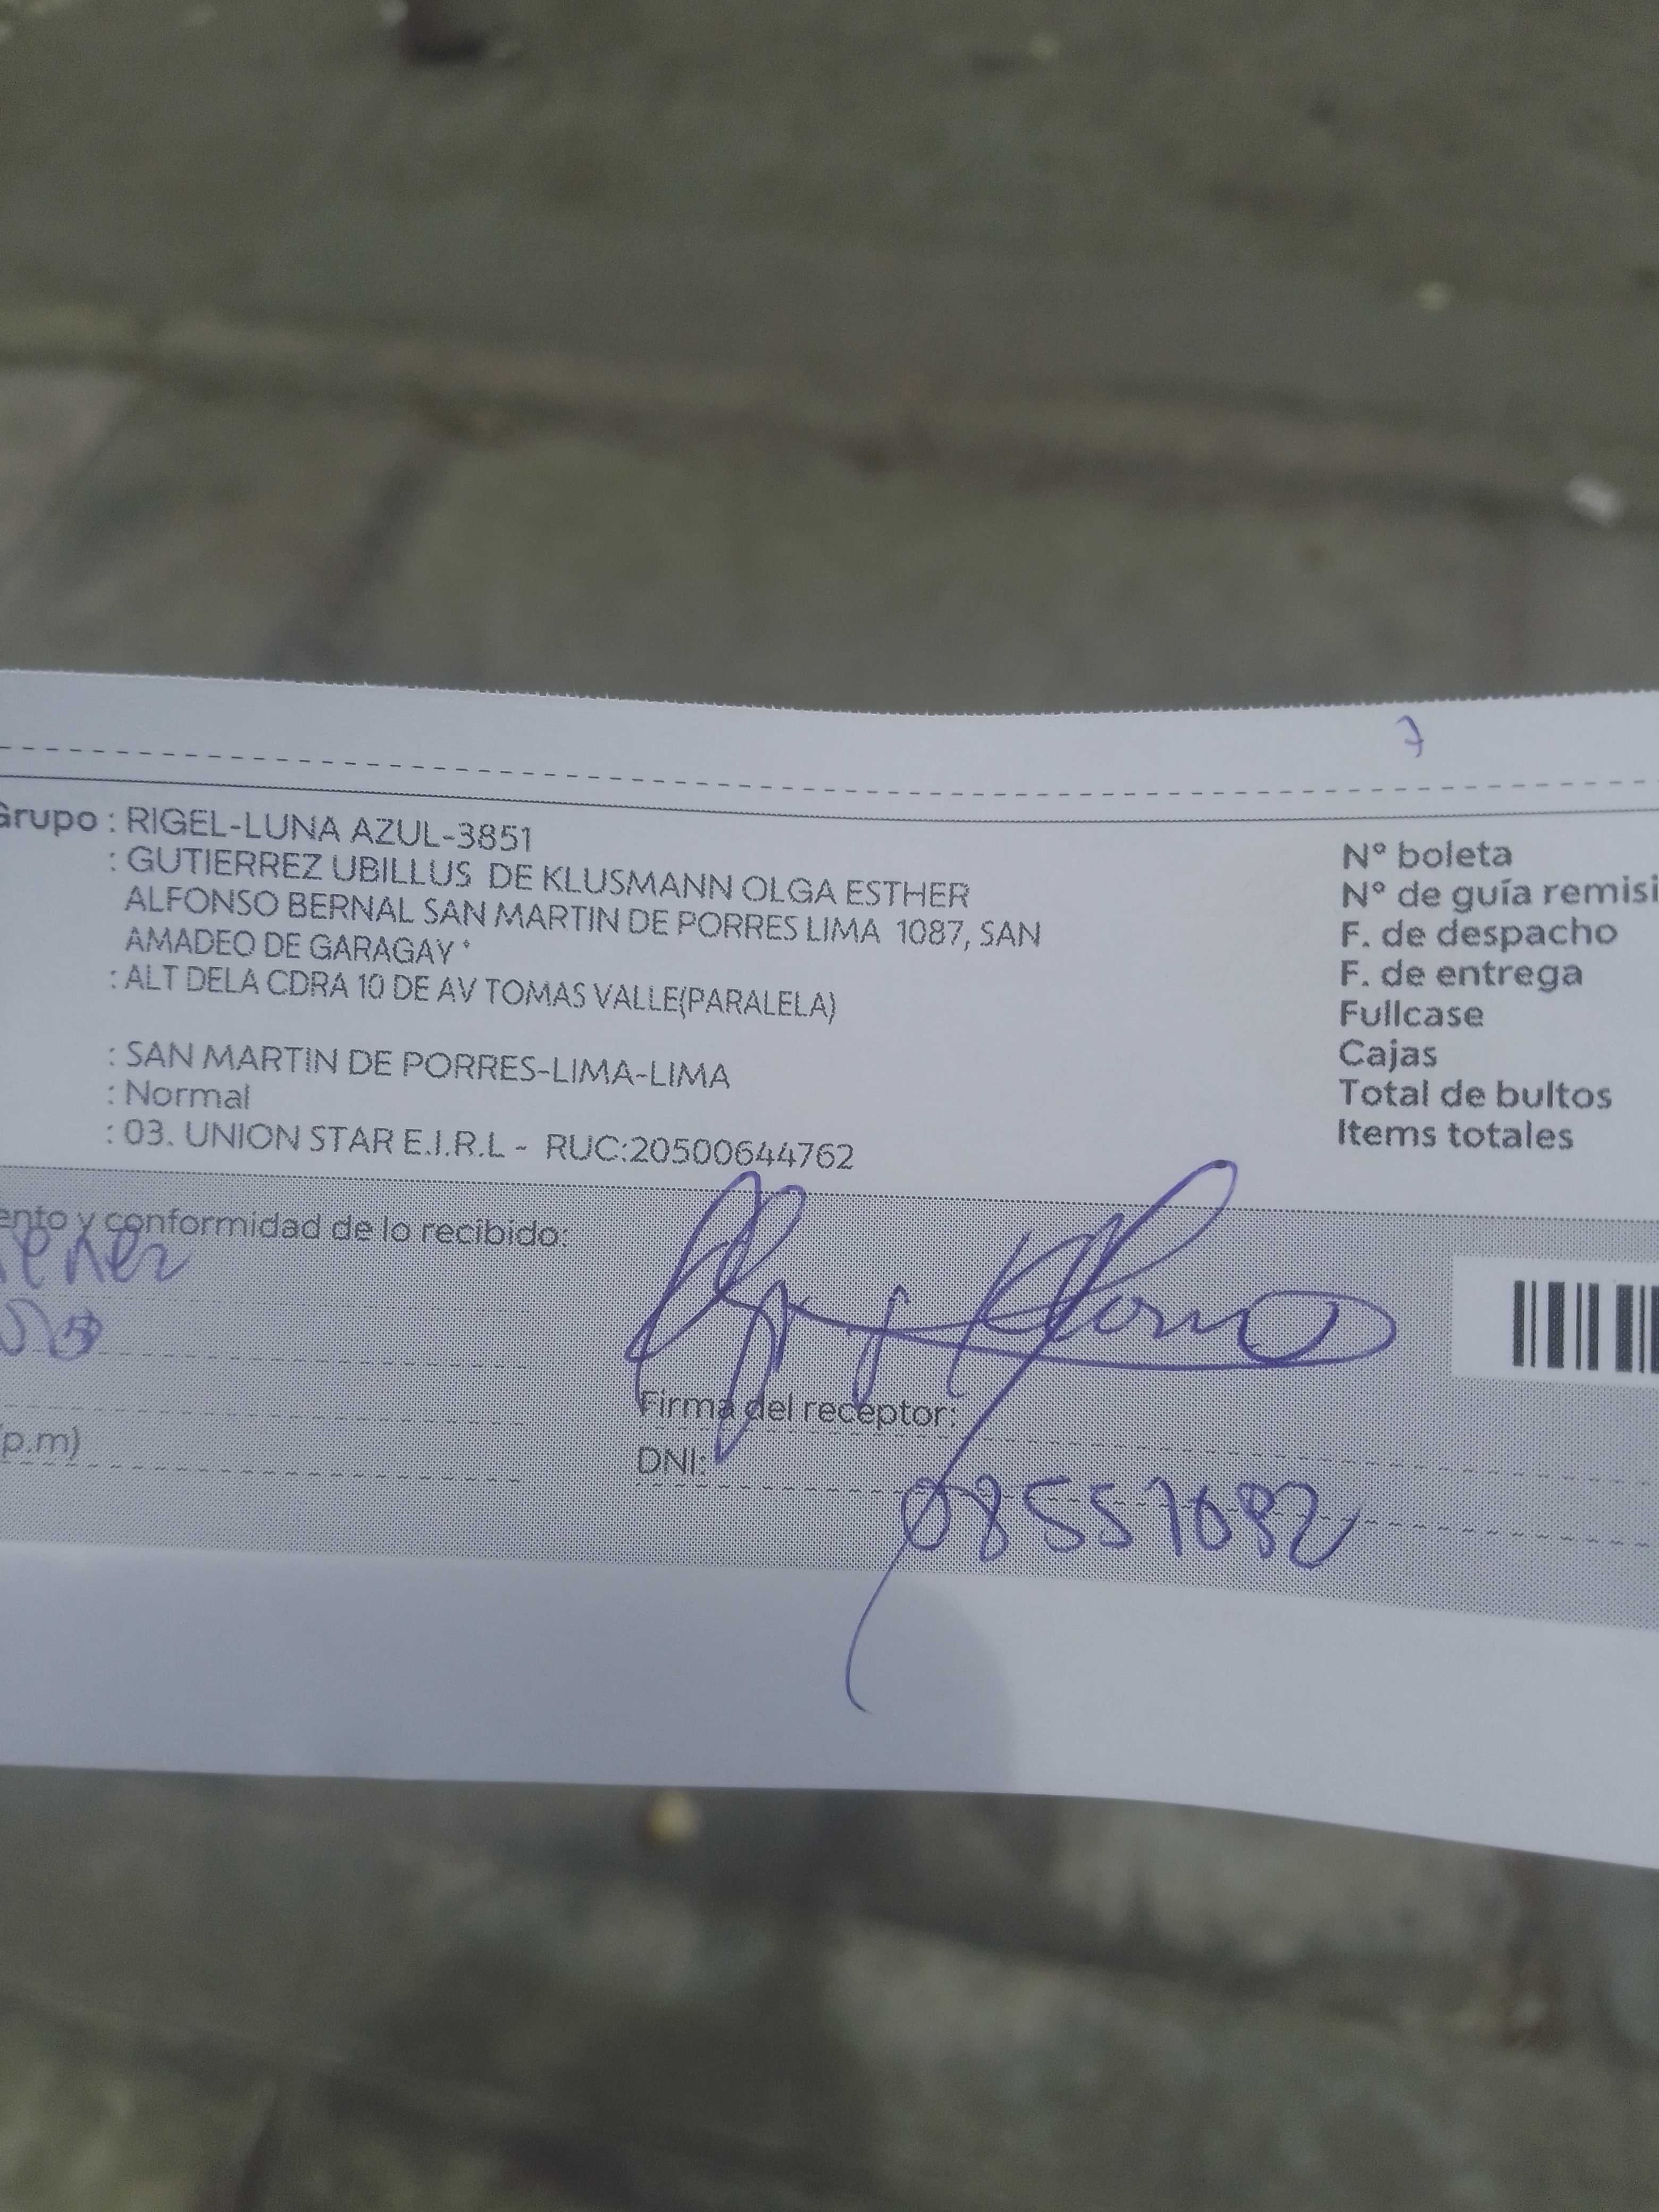 7
Grupo : RIGEL-LUNA AZUL-3851
: GUTIERREZ UBILLUS DE KLUSMANN OLGA ESTHER
ALFONSO BERNAL SAN MARTIN DE PORRES LIMA 1087, SAN
AMADEO DE GARAGAY *
: ALT DELA CDRA 10 DE AV TOMAS VALLE(PARALELA)
: SAN MARTIN DE PORRES-LIMA-LIMA
: Normal
: 03. UNION STAR E.I.R.L - RUC:20500644762
N° boleta
N° de guía remisi
F. de despacho
F. de entrega
Fullcase
Cajas
Total de bultos
Items totales
ento y conformidad de lo recibido:
p.m)
Firma del receptor:
DNI:
08551082